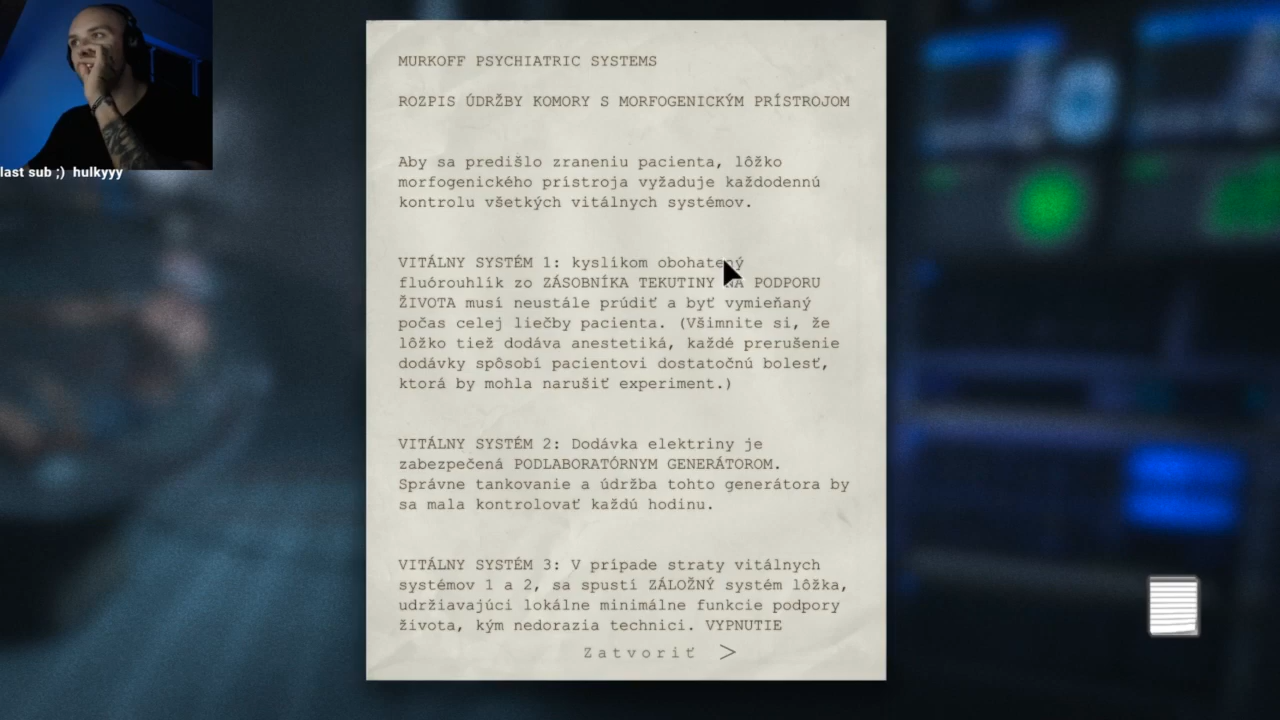 last sub ;) hulkyyy
MURKOFF PSYCHIATRIC SYSTEMS
ROZPIS ÚDRŽBY KOMORY S MORFOGENICKÝM PRÍSTROJOM
Aby sa predišlo zraneniu pacienta, lôžko
morfogenického prístroja vyžaduje každodennú
kontrolu všetkých vitálnych systémov.
VITÁLNY SYSTÉM 1: kyslíkom obohatený
fluórouhlík zo ZÁSOBNÍKA TEKUTINY NA PODPORU
ŽIVOTA musí neustále prúdiť a byť vymieňaný
počas celej liečby pacienta. (Všimnite si, že
lôžko tiež dodáva anestetiká, každé prerušenie
dodávky spôsobí pacientovi dostatočnú bolesť,
ktorá by mohla narušiť experiment.)
VITÁLNY SYSTÉM 2: Dodávka elektriny je
zabezpečená PODLABORATÓRNYM GENERÁTOROM.
Správne tankovanie a údržba tohto generátora by
sa mala kontrolovať každú hodinu.
VITÁLNY SYSTÉM 3: V prípade straty vitálnych
systémov 1 a 2, sa spustí ZÁLOŽNÝ systém lôžka,
udržiavajúci lokálne minimálne funkcie podpory
života, kým nedorazia technici. VYPNUTIE
Zatvoriť >